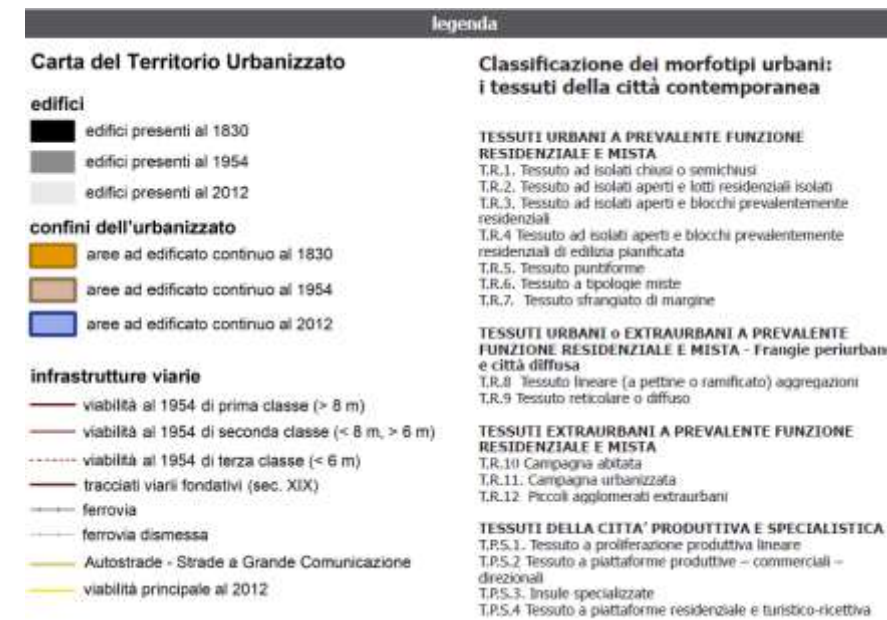 legenda
Carta del Territorio Urbanizzato
edifici
edifici presenti al 1830
edifici presenti al 1954
edifici presenti al 2012
confini dell'urbanizzato
aree ad edificato continuo al 1830
aree ad edificato continuo al 1954
aree ad edificato continuo al 2012
infrastrutture viarie
viabilità al 1954 di prima classe (> 8 m)
viabilità al 1954 di seconda classe (< 8 m, > 6 m)
viabilità al 1954 di terza classe (< 6 m)
tracciati viarii fondativi (sec. XIX)
ferrovia
ferrovia dismessa
Autostrade - Strade a Grande Comunicazione
viabilità principale al 2012
Classificazione dei morfotipi urbani:
i tessuti della città contemporanea
TESSUTI URBANI A PREVALENTE FUNZIONE
RESIDENZIALE E MISTA
T.R.1. Tessuto ad isolati chiusi o semichiusi
T.R.2. Tessuto ad isolati aperti e lotti residenziali isolati
T.R.3. Tessuto ad isolati aperti e blocchi prevalentemente
residenziali
T.R.4 Tessuto ad isolati aperti e blocchi prevalentemente
residenziali di edilizia pianificata
T.R.5. Tessuto puntiforme
T.R.6. Tessuto a tipologie miste
T.R.7. Tessuto sfrangiato di margine
TESSUTI URBANI o EXTRAURBANI A PREVALENTE
FUNZIONE RESIDENZIALE E MISTA - Frangie periurban
e città diffusa
T.R.8 Tessuto lineare (a pettine o ramificato) aggregazioni
T.R.9 Tessuto reticolare o diffuso
TESSUTI EXTRAURBANI A PREVALENTE FUNZIONE
RESIDENZIALE E MISTA
T.R.10 Campagna abitata
T.R.11. Campagna urbanizzata
T.R.12 Piccoli agglomerati extraurbani
TESSUTI DELLA CITTA' PRODUTTIVA E SPECIALISTICA
T.P.S.1. Tessuto a proliferazione produttiva lineare
T.P.S.2 Tessuto a piattaforme produttive – commerciali –
direzionali
T.P.S.3. Insule specializzate
T.P.S.4 Tessuto a piattaforme residenziale e turistico-ricettiva